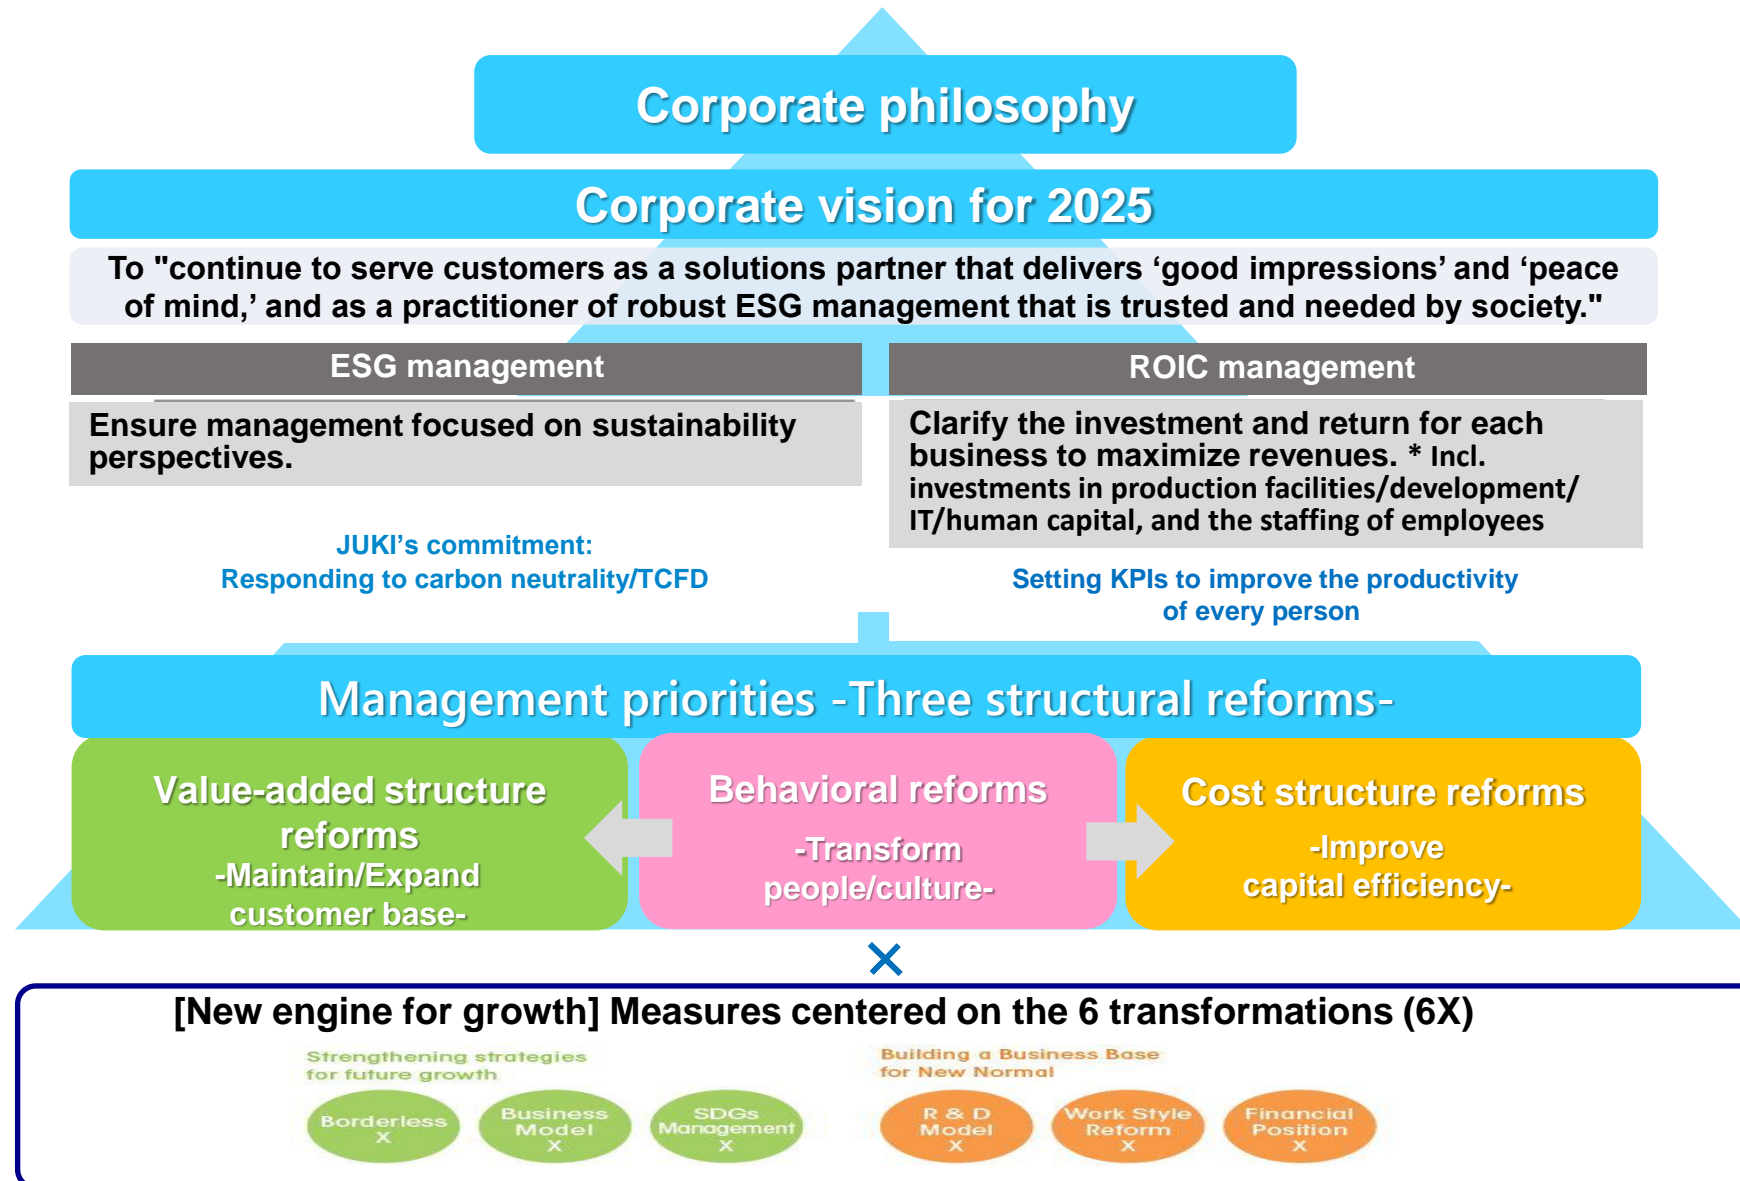 Corporate philosophy
Corporate vision for 2025
To "continue to serve customers as a solutions partner that delivers ‘good impressions’ and ‘peace
of mind,’ and as a practitioner of robust ESG management that is trusted and needed by society."
ESG management
Ensure management focused on sustainability
perspectives.
JUKI’s commitment:
Responding to carbon neutrality/TCFD
ROIC management
Clarify the investment and return for each
business to maximize revenues. * Incl.
investments in production facilities/development/
IT/human capital, and the staffing of employees
Setting KPIs to improve the productivity
of every person
Management priorities -Three structural reforms-
Value-added structure
reforms
-Maintain/Expand
customer base-
Behavioral reforms
-Transform
people/culture-
Cost structure reforms
-Improve
capital efficiency-
×
[New engine for growth] Measures centered on the 6 transformations (6X)
Strengthening strategies
for future growth
Borderless
X
Business
Model
X
SDGs
Management
X
Building a Business Base
for New Normal
R & D
Model
X
Work Style
Reform
X
Financial
Position
X